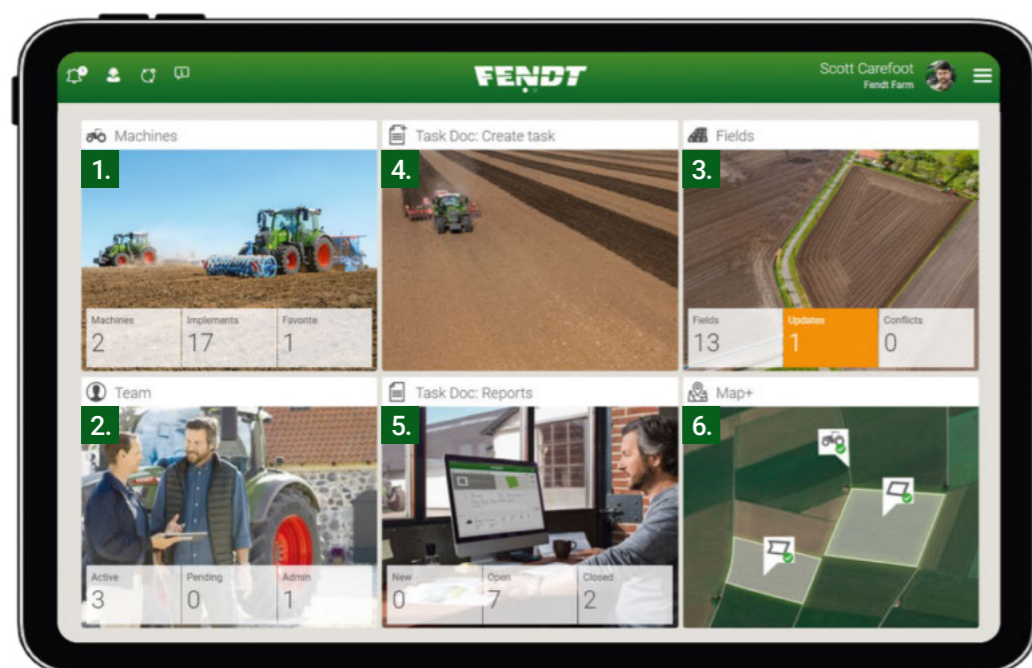 FENDT
Scott Carefoot
Fendt Farm
Machines
1.
Machines
2
Implements
17
Favorite
1
Task Doc: Create task
4.
Fields
3.
Fields
13
Updates
1
Conflicts
0
Team
2.
Active
3
Pending
0
Admin
1
Task Doc: Reports
5.
New
0
Open
7
Closed
2
Map+
6.